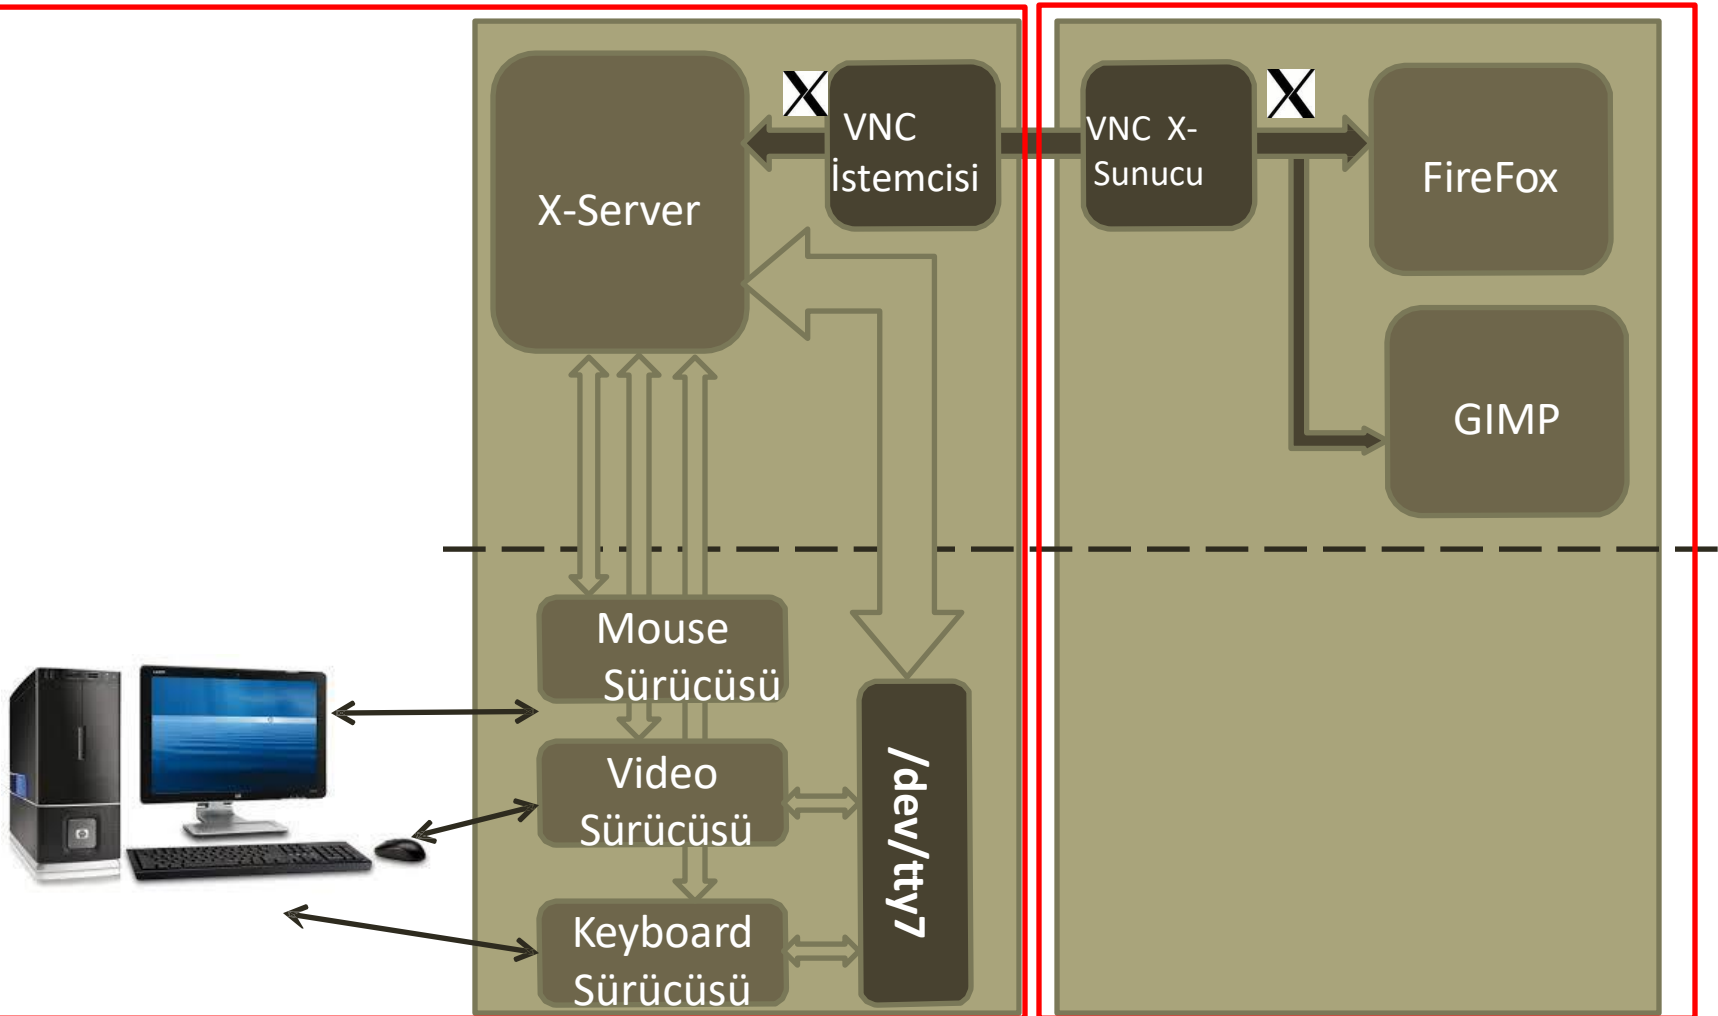 X-Server
VNC
İstemcisi
VNC X-
Sunucu
FireFox
GIMP
Mouse
Sürücüsü
Video
Sürücüsü
Keyboard
Sürücüsü
/dev/tty7